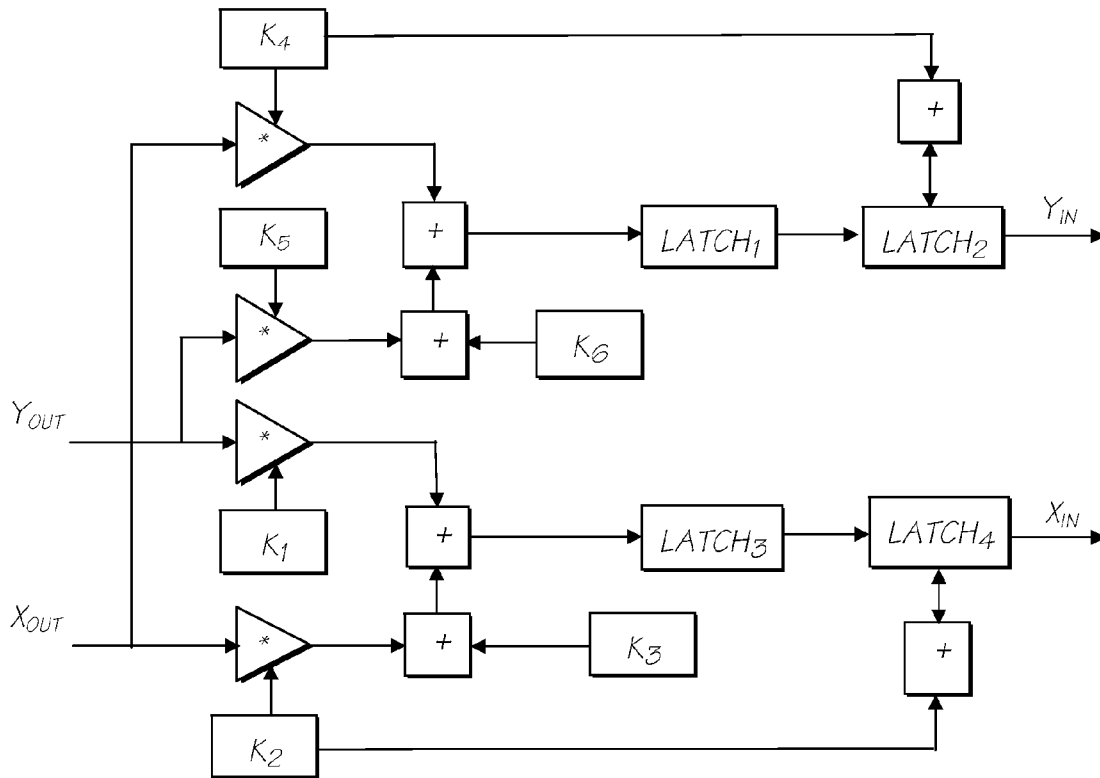 K4
+
*
K5
+
LATCH1
LATCH2
YIN
*
+
K6
YOUT
*
K1
+
LATCH3
LATCH4
XIN
XOUT
*
+
K3
+
K2